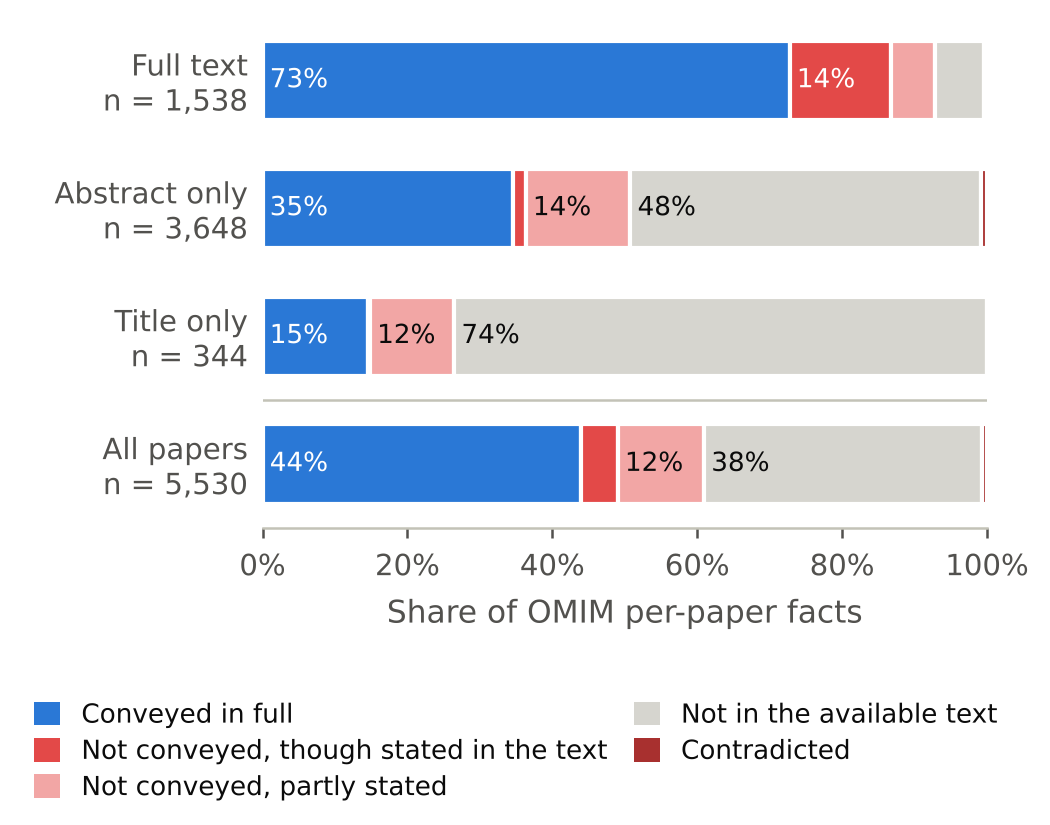 Full text
n = 1,538
73%
14%
Abstract only
n = 3,648
35%
14%
48%
Title only
n = 344
15%
12%
74%
All papers
n = 5,530
44%
12%
38%
0%
20%
40%
60%
80%
100%
Share of OMIM per-paper facts
Conveyed in full
Not conveyed, though stated in the text
Not conveyed, partly stated
Not in the available text
Contradicted